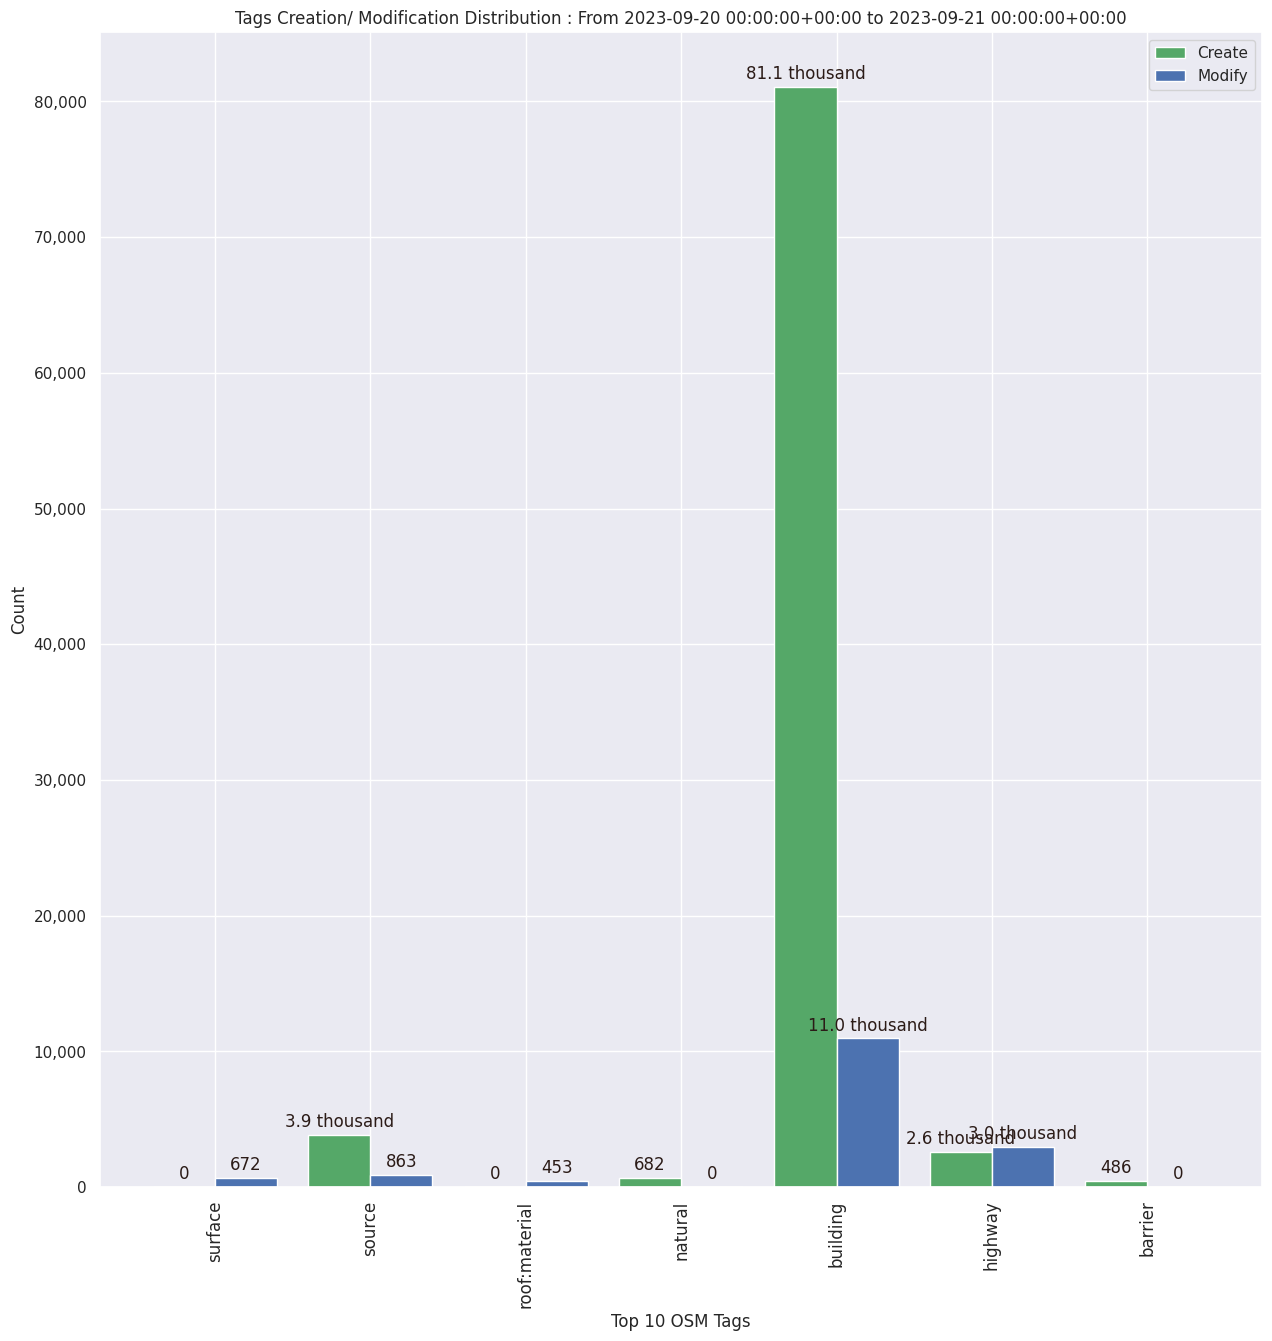 Tags Creation/ Modification Distribution : From 2023-09-20 00:00:00+00:00 to 2023-09-21 00:00:00+00:00
Create
Modify
81.1 thousand
80,000
70,000
60,000
50,000
Count
40,000
30,000
20,000
11.0 thousand
10,000
3.9 thousand
3.0 thousand
2.6 thousand
0
672
863
0
453
682
0
486
0
0
surface
source
roof:material
natural
building
highway
barrier
Top 10 OSM Tags